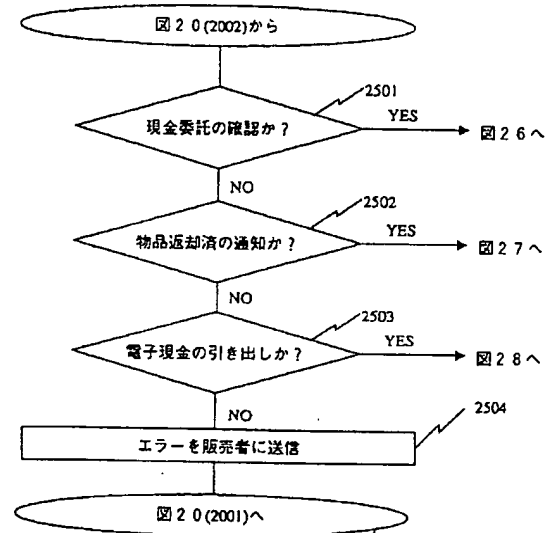 図20(2002)から
2501
現金委託の確認か？
YES
図26へ
NO
2502
物品返却済の通知か？
YES
図27へ
NO
2503
電子現金の引き出しか？
YES
図28へ
NO
2504
エラーを販売者に送信
図20(2001)へ